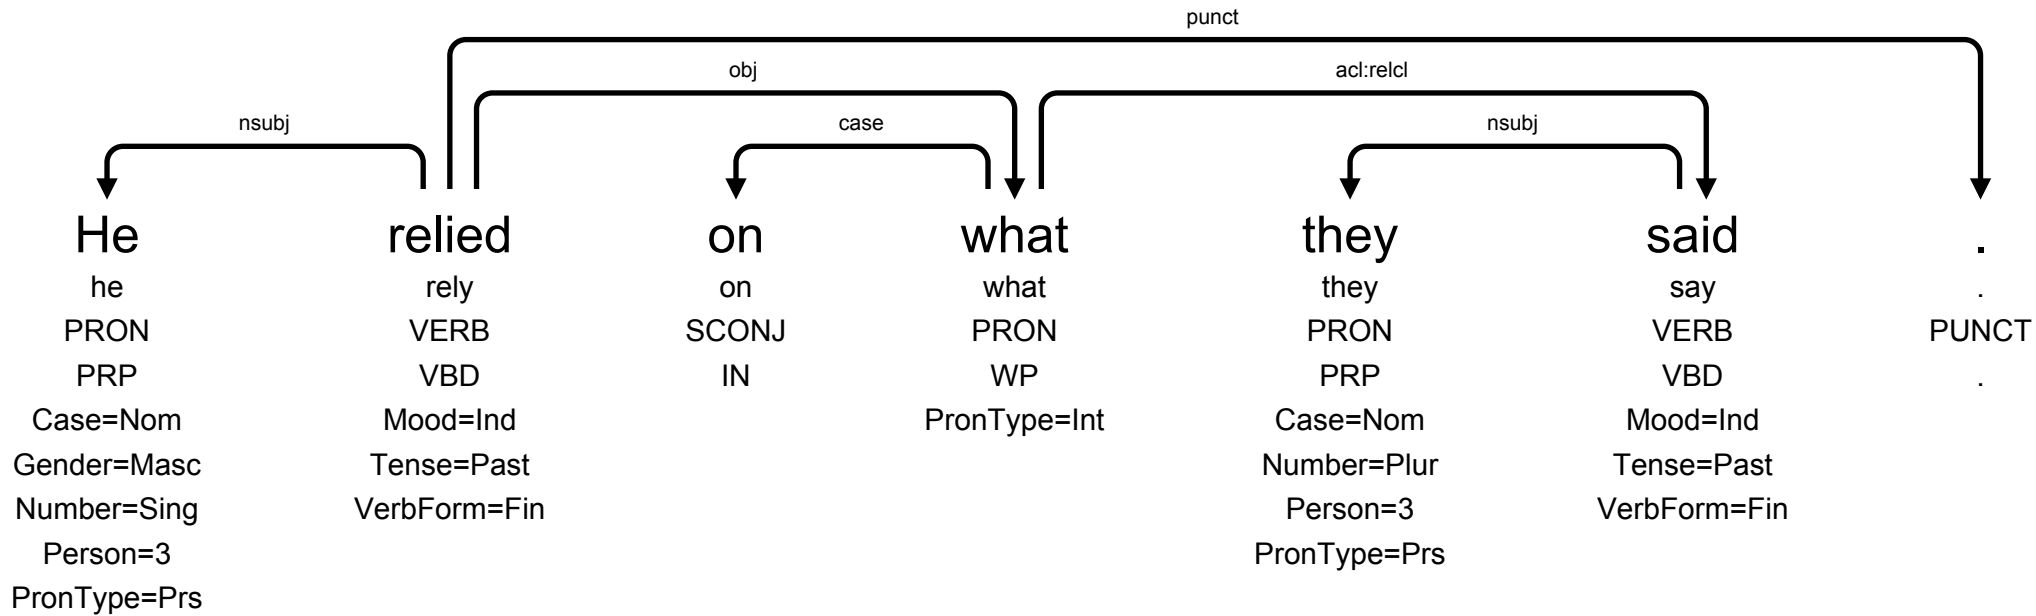 punct
obj acl:relcl
nsubj case nsubj
He relied on what they said .
he rely on what they say .
PRON VERB SCONJ PRON PRON VERB PUNCT
PRP VBD IN WP PRP VBD .
Case=Nom Mood=Ind PronType=Int Case=Nom Mood=Ind
Gender=Masc Tense=Past Number=Plur Tense=Past
Number=Sing VerbForm=Fin Person=3 VerbForm=Fin
Person=3 PronType=Prs
PronType=Prs